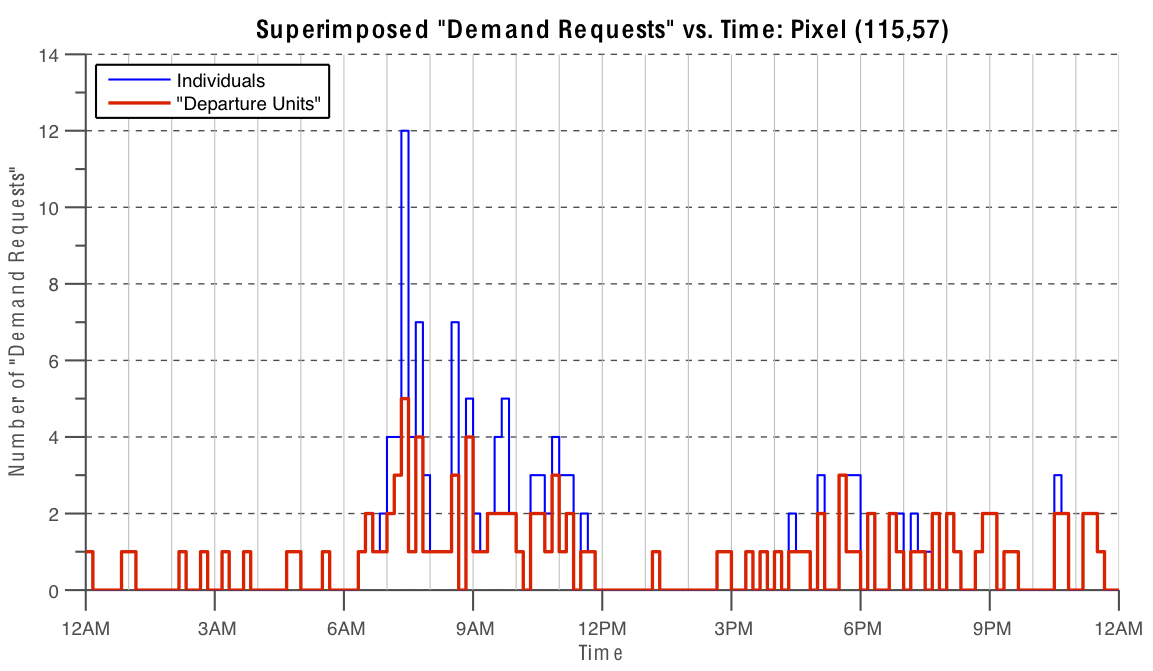 Superimposed "Demand Requests" vs. Time: Pixel (115,57)
14
Individuals
"Departure Units"
12
10
8
6
4
2
0
Number of "Demand Requests"
12AM 3AM 6AM 9AM 12PM 3PM 6PM 9PM 12AM
Time